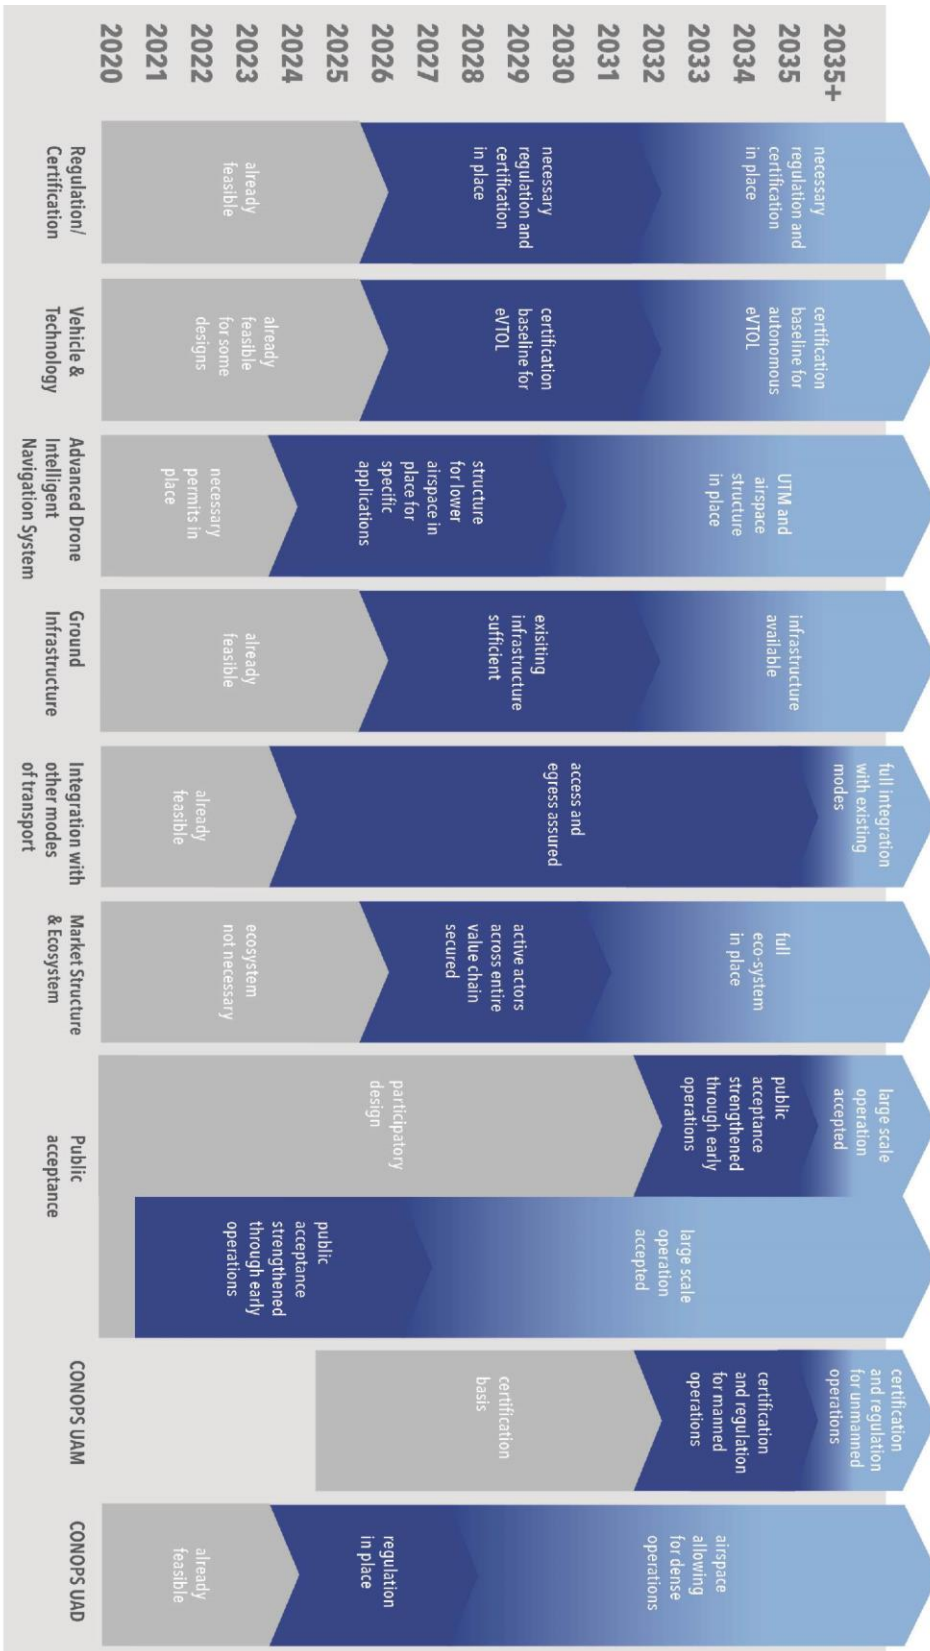 2020
2021
2022
2023
2024
2025
2026
2027
2028
2029
2030
2031
2032
2033
2034
2035
2035+
Regulation/
Certification
already
feasible
necessary
regulation and
certification
in place
necessary
regulation and
certification
in place
Vehicle &
Technology
already
feasible
for some
designs
certification
baseline for
eVTOL
certification
baseline for
autonomous
eVTOL
Advanced Drone
Intelligent
Navigation System
necessary
permits in
place
structure
for lower
airspace in
place for
specific
applications
UTM and
airspace
structure
in place
Ground
Infrastructure
already
feasible
exisiting
infrastructure
sufficient
infrastructure
available
Integration with
other modes
of transport
already
feasible
access and
egress assured
full integration
with existing
modes
Market Structure
& Ecosystem
ecosystem
not necessary
active actors
across entire
value chain
secured
full
eco-system
in place
Public
acceptance
participatory
design
public
acceptance
strengthened
through early
operations
large scale
operation
accepted
public
acceptance
strengthened
through early
operations
large scale
operation
accepted
CONOPS UAM
certification
basis
certification
and regulation
for manned
operations
certification
and regulation
for unmanned
operations
CONOPS UAD
already
feasible
regulation
in place
airspace
allowing
for dense
operations